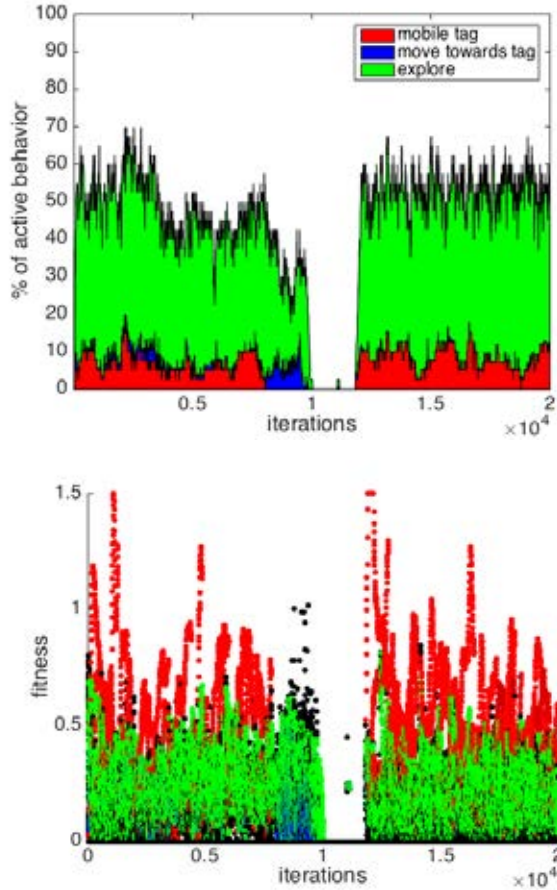 100
90
80
70
60
50
40
30
20
10
0
% of active behavior
mobile tag
move towards tag
explore
0.5 1 1.5 2
iterations
×10⁴
1.5
1
0.5
0
fitness
0 0.5 1 1.5 2
iterations
×10⁴